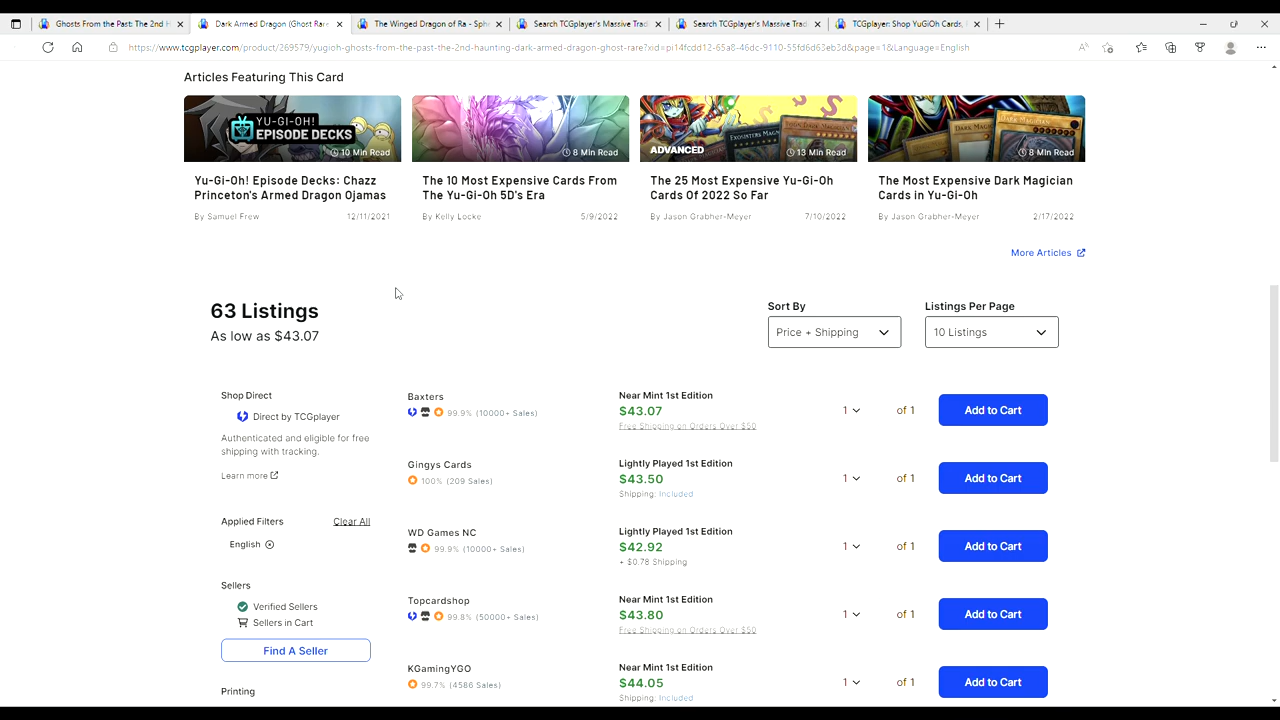 Ghosts From the Past: The 2nd H
Dark Armed Dragon (Ghost Rare
The Winged Dragon of Ra - Sph
Search TCGplayer's Massive Trad
Search TCGplayer's Massive Trad
TCGplayer: Shop YuGiOh Cards,
https://www.tcgplayer.com/product/269579/yugioh-ghosts-from-the-past-the-2nd-haunting-dark-armed-dragon-ghost-rare?xid=pi14fcdd12-65a8-46dc-9110-55fd6d63eb3d&page=1&Language=English
Articles Featuring This Card
YU-GI-OH!
EPISODE DECKS
10 Min Read
8 Min Read
ADVANCED
13 Min Read
DARK MAGICIAN
8 Min Read
Yu-Gi-Oh! Episode Decks: Chazz
Princeton's Armed Dragon Ojamas
By Samuel Frew
12/11/2021
The 10 Most Expensive Cards From
The Yu-Gi-Oh 5D's Era
By Kelly Locke
5/9/2022
The 25 Most Expensive Yu-Gi-Oh
Cards Of 2022 So Far
By Jason Grabher-Meyer
7/10/2022
The Most Expensive Dark Magician
Cards in Yu-Gi-Oh
By Jason Grabher-Meyer
2/17/2022
More Articles
63 Listings
As low as $43.07
Sort By
Price + Shipping
Listings Per Page
10 Listings
Shop Direct
Direct by TCGplayer
Authenticated and eligible for free
shipping with tracking.
Learn more
Applied Filters
Clear All
English
Sellers
Verified Sellers
Sellers in Cart
Find A Seller
Printing
Baxters
99.9% (10000+ Sales)
Near Mint 1st Edition
$43.07
Free Shipping on Orders Over $50
1
of 1
Add to Cart
Gingys Cards
100% (209 Sales)
Lightly Played 1st Edition
$43.50
Shipping: Included
1
of 1
Add to Cart
WD Games NC
99.9% (10000+ Sales)
Lightly Played 1st Edition
$42.92
+ $0.78 Shipping
1
of 1
Add to Cart
Topcardshop
99.8% (50000+ Sales)
Near Mint 1st Edition
$43.80
Free Shipping on Orders Over $50
1
of 1
Add to Cart
KGamingYGO
99.7% (4586 Sales)
Near Mint 1st Edition
$44.05
Shipping: Included
1
of 1
Add to Cart